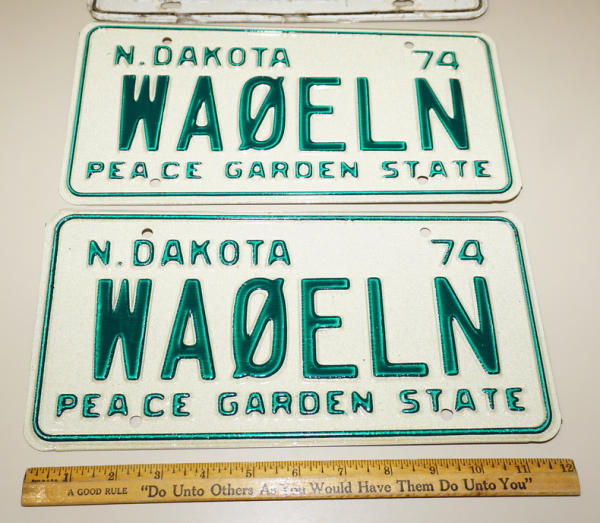 N. DAKOTA 74
WAØELN
PEACE GARDEN STATE
N. DAKOTA 74
WAØELN
PEACE GARDEN STATE
1 2 3 4 5 6 7 8 9 10 11 12
A GOOD RULE "Do Unto Others As You Would Have Them Do Unto You"